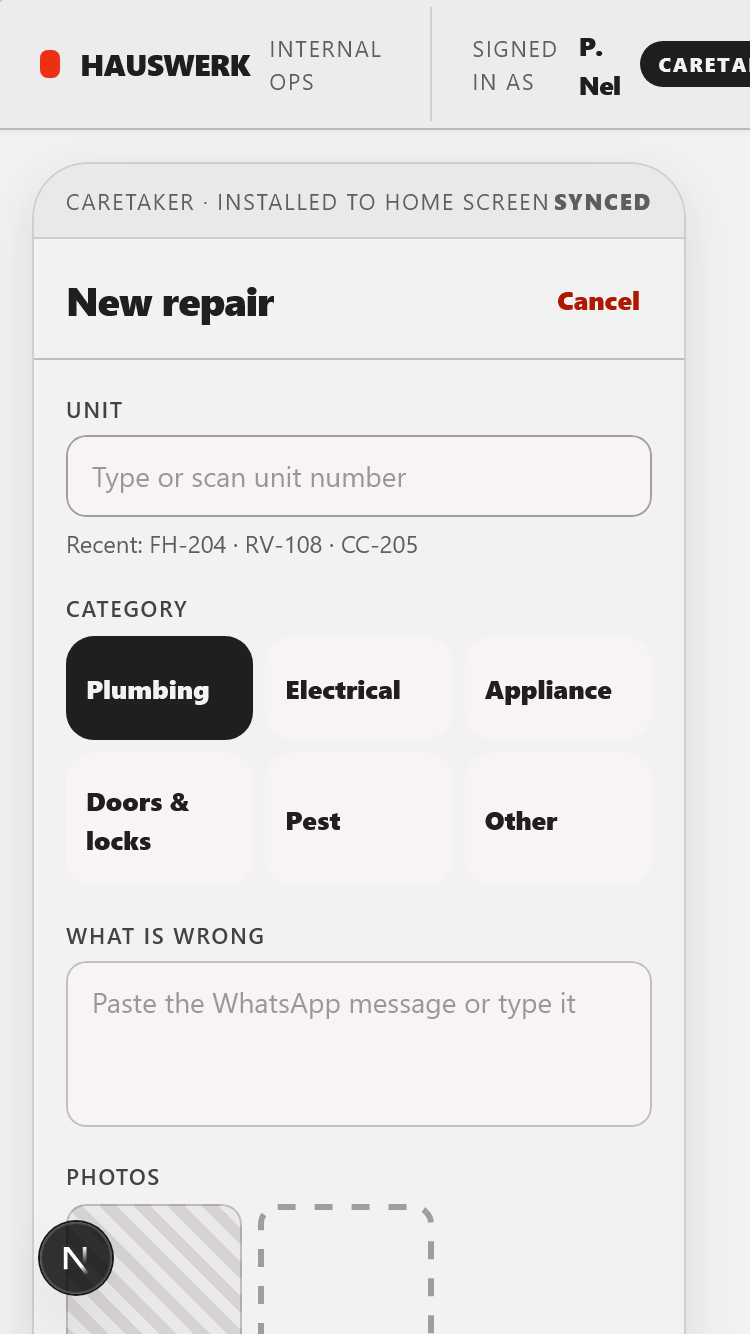 HAUSWERK INTERNAL OPS SIGNED IN AS P. Nel
CARETAKER · INSTALLED TO HOME SCREEN SYNCED
New repair Cancel
UNIT
Type or scan unit number
Recent: FH-204 · RV-108 · CC-205
CATEGORY
Plumbing Electrical Appliance
Doors & locks Pest Other
WHAT IS WRONG
Paste the WhatsApp message or type it
PHOTOS
N